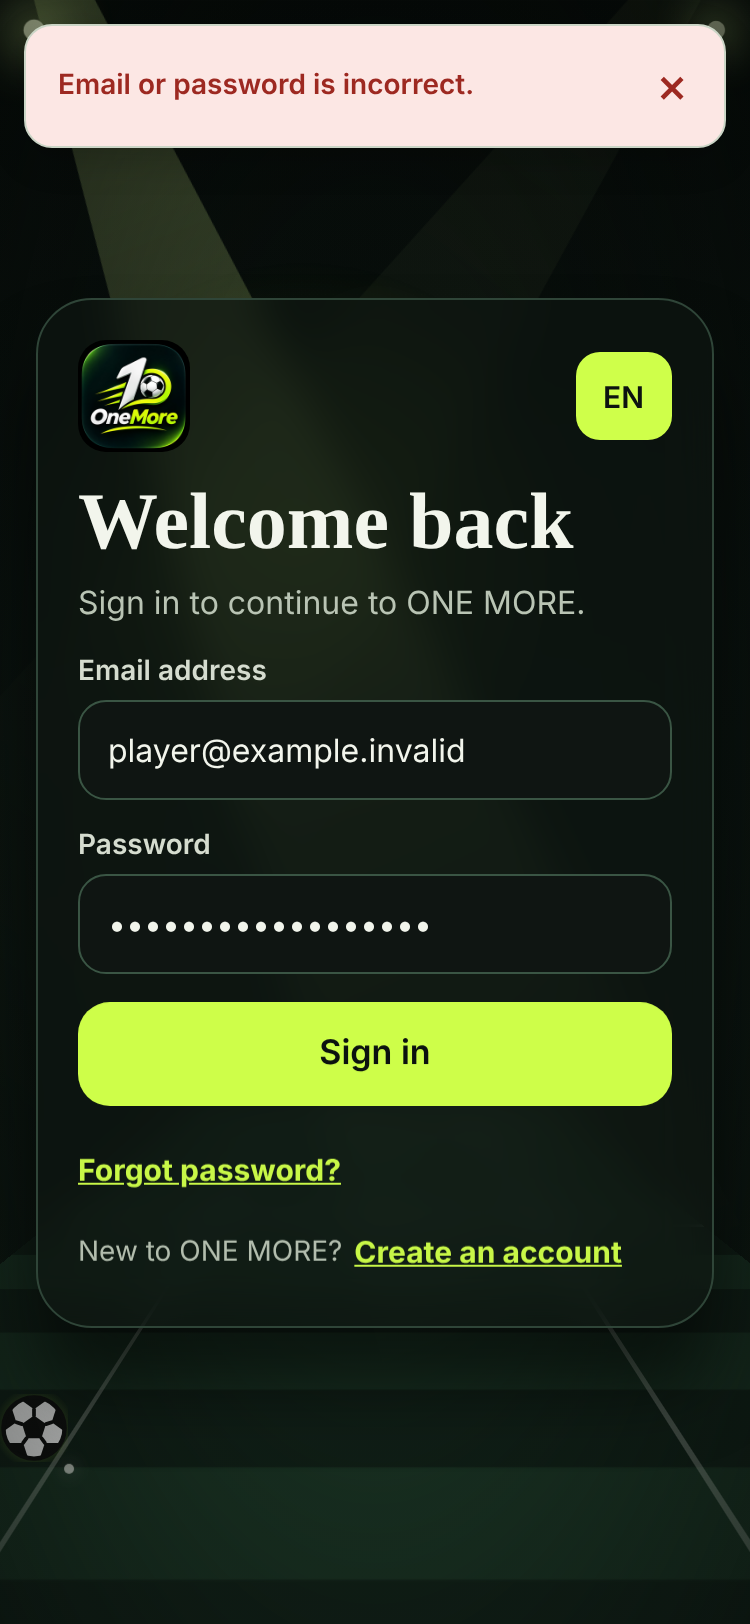 Email or password is incorrect.
×
OneMore
EN
Welcome back
Sign in to continue to ONE MORE.
Email address
player@example.invalid
Password
••••••••••••••••••
Sign in
Forgot password?
New to ONE MORE? Create an account